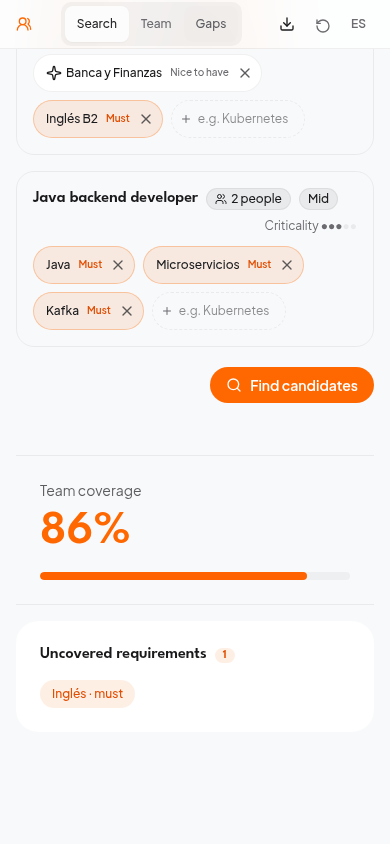 Search Team Gaps ES
Banca y Finanzas Nice to have
Inglés B2 Must + e.g. Kubernetes
Java backend developer 2 people Mid
Criticality
Java Must Microservicios Must
Kafka Must + e.g. Kubernetes
Find candidates
Team coverage
86%
Uncovered requirements 1
Inglés · must